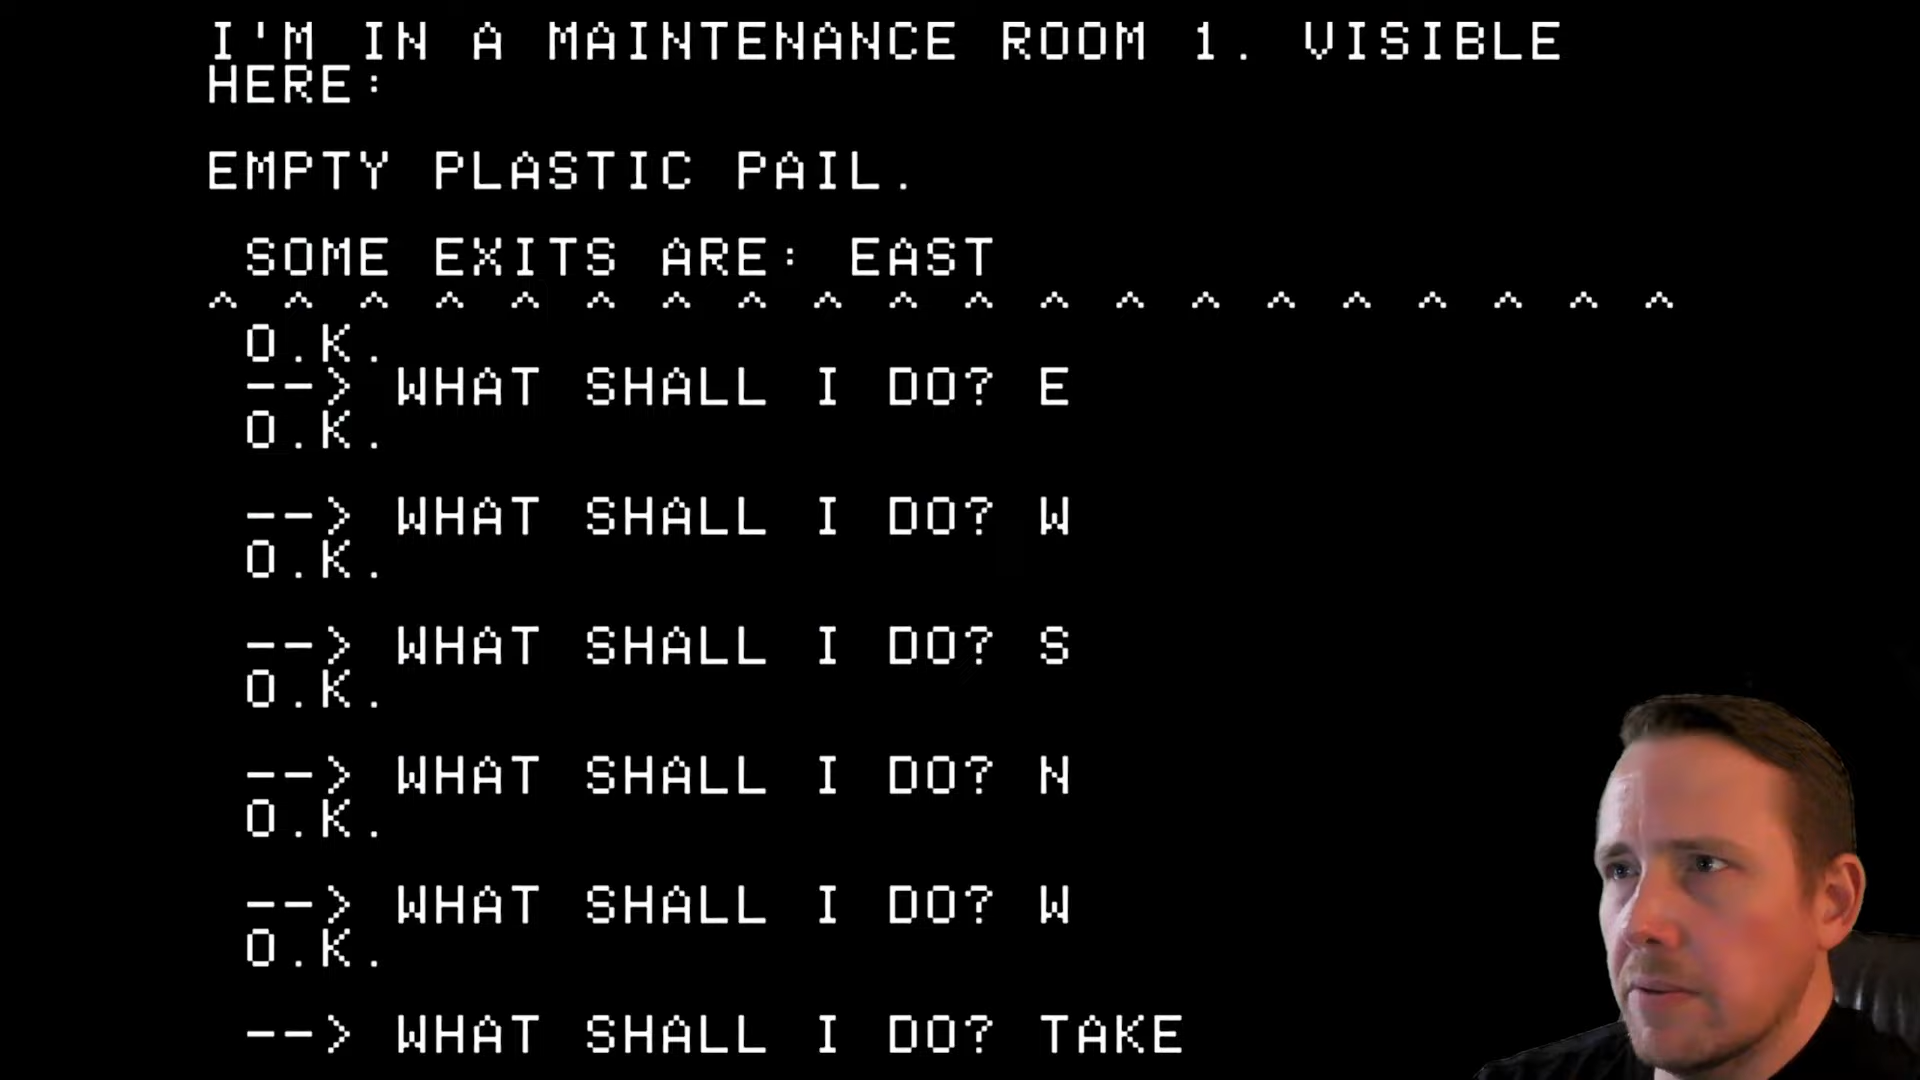 I'M IN A MAINTENANCE ROOM 1. VISIBLE
HERE:
EMPTY PLASTIC PAIL.
SOME EXITS ARE: EAST
^ ^ ^ ^ ^ ^ ^ ^ ^ ^ ^ ^ ^ ^ ^ ^ ^ ^ ^ ^
O.K.
--> WHAT SHALL I DO? E
O.K.
--> WHAT SHALL I DO? W
O.K.
--> WHAT SHALL I DO? S
O.K.
--> WHAT SHALL I DO? N
O.K.
--> WHAT SHALL I DO? W
O.K.
--> WHAT SHALL I DO? TAKE